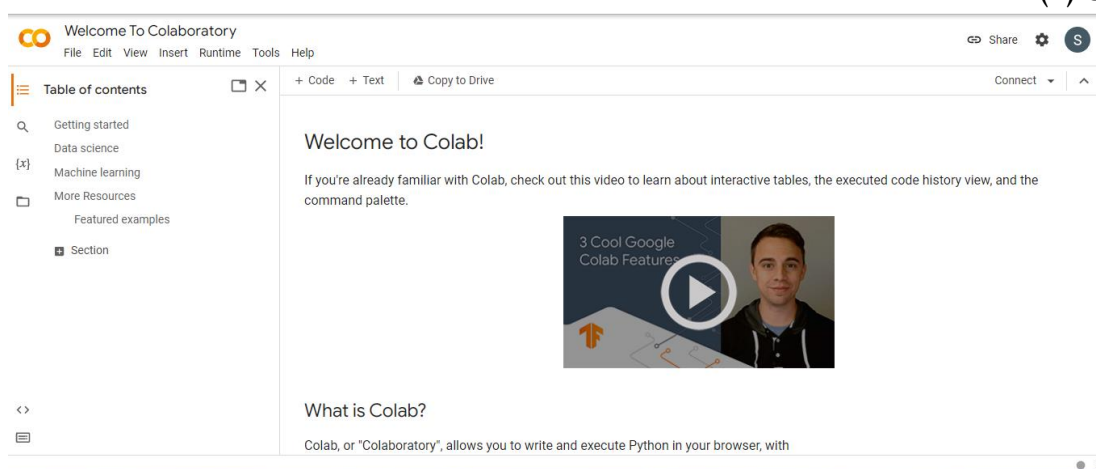 Welcome To Colaboratory
File Edit View Insert Runtime Tools Help
Share
S
Table of contents
+ Code + Text Copy to Drive
Connect
Getting started
Data science
{x}
Machine learning
More Resources
Featured examples
Section
Welcome to Colab!
If you're already familiar with Colab, check out this video to learn about interactive tables, the executed code history view, and the
command palette.
3 Cool Google
Colab Features
What is Colab?
Colab, or "Colaboratory", allows you to write and execute Python in your browser, with